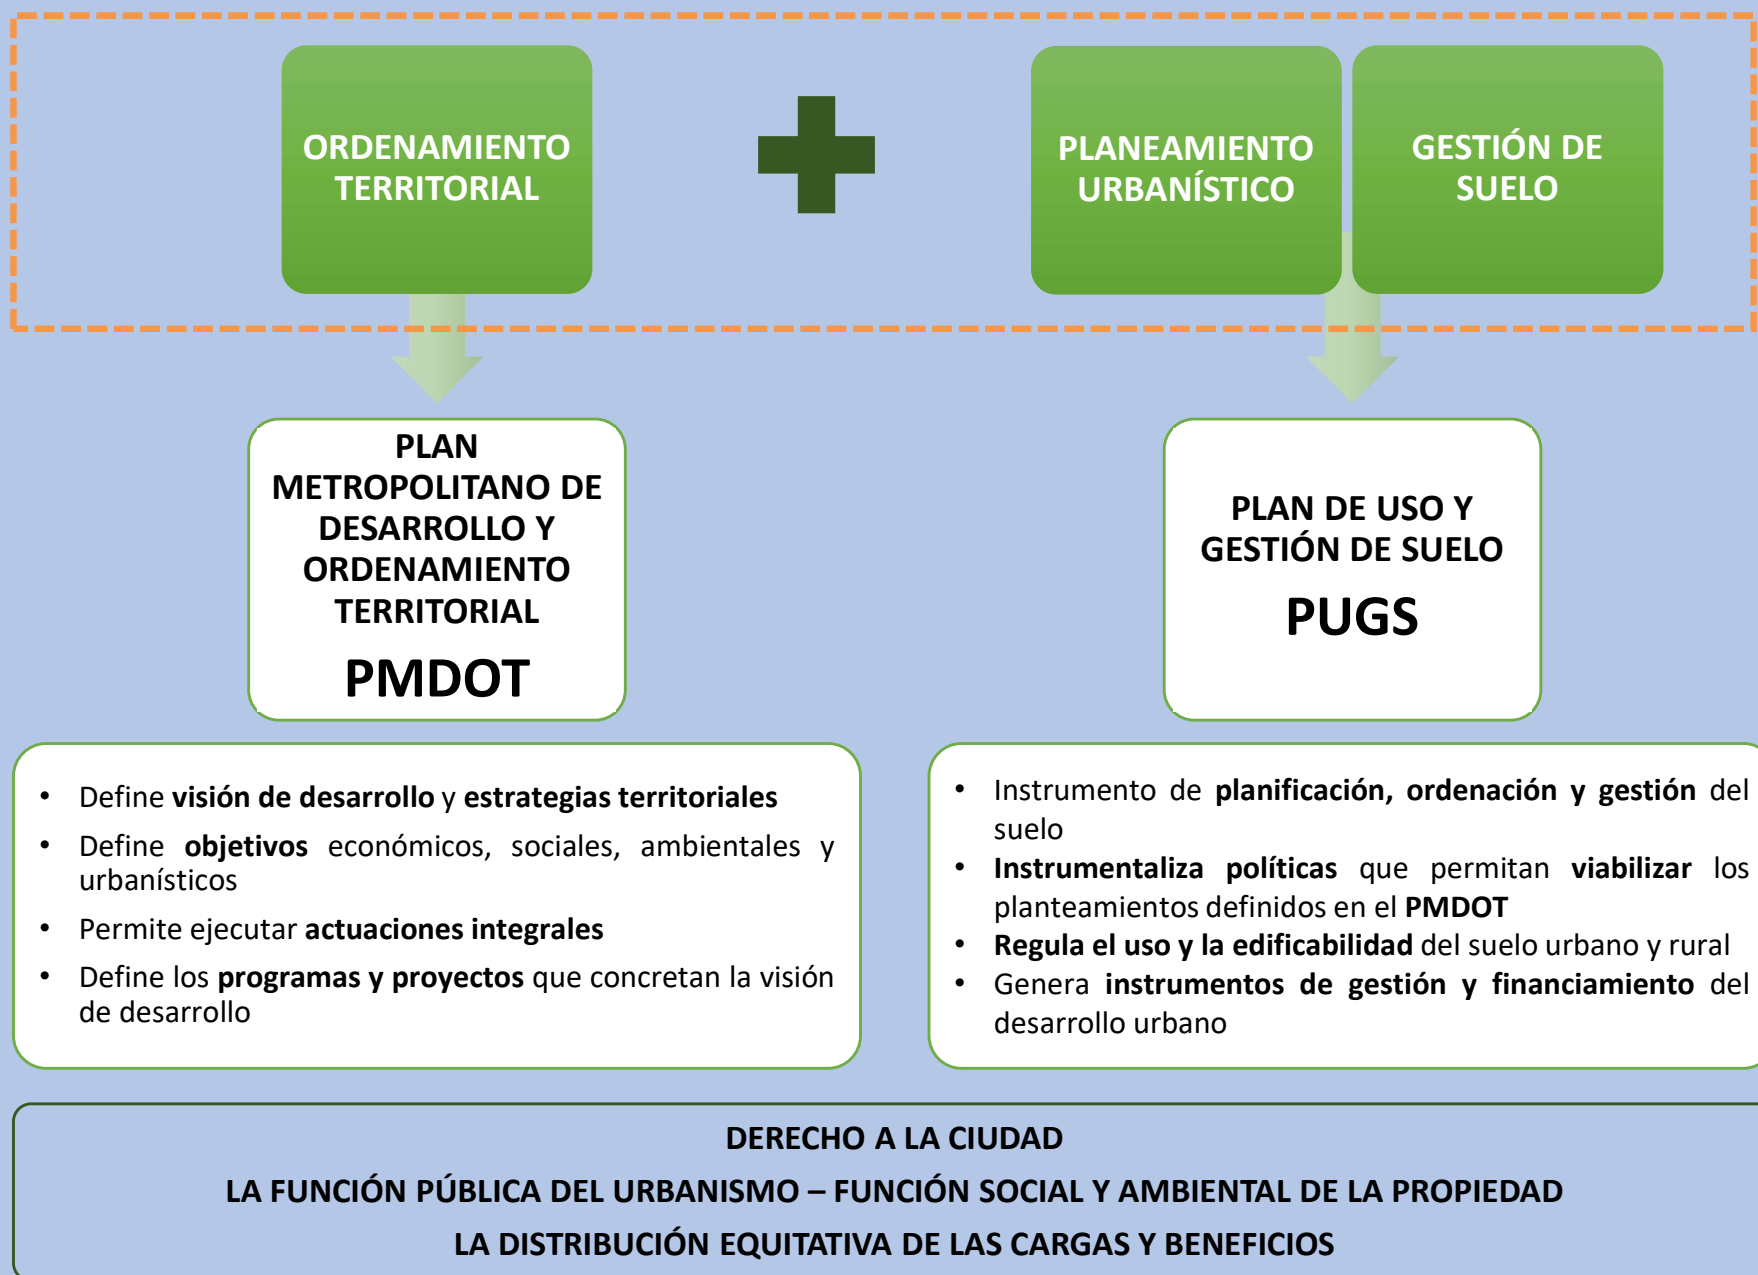 ORDENAMIENTO
TERRITORIAL
PLANEAMIENTO
URBANÍSTICO
GESTIÓN DE
SUELO
PLAN
METROPOLITANO DE
DESARROLLO Y
ORDENAMIENTO
TERRITORIAL
PMDOT
PLAN DE USO Y
GESTIÓN DE SUELO
PUGS
• Define visión de desarrollo y estrategias territoriales
• Define objetivos económicos, sociales, ambientales y
urbanísticos
• Permite ejecutar actuaciones integrales
• Define los programas y proyectos que concretan la visión
de desarrollo
• Instrumento de planificación, ordenación y gestión del
suelo
• Instrumentaliza políticas que permitan viabilizar los
planteamientos definidos en el PMDOT
• Regula el uso y la edificabilidad del suelo urbano y rural
• Genera instrumentos de gestión y financiamiento del
desarrollo urbano
DERECHO A LA CIUDAD
LA FUNCIÓN PÚBLICA DEL URBANISMO – FUNCIÓN SOCIAL Y AMBIENTAL DE LA PROPIEDAD
LA DISTRIBUCIÓN EQUITATIVA DE LAS CARGAS Y BENEFICIOS